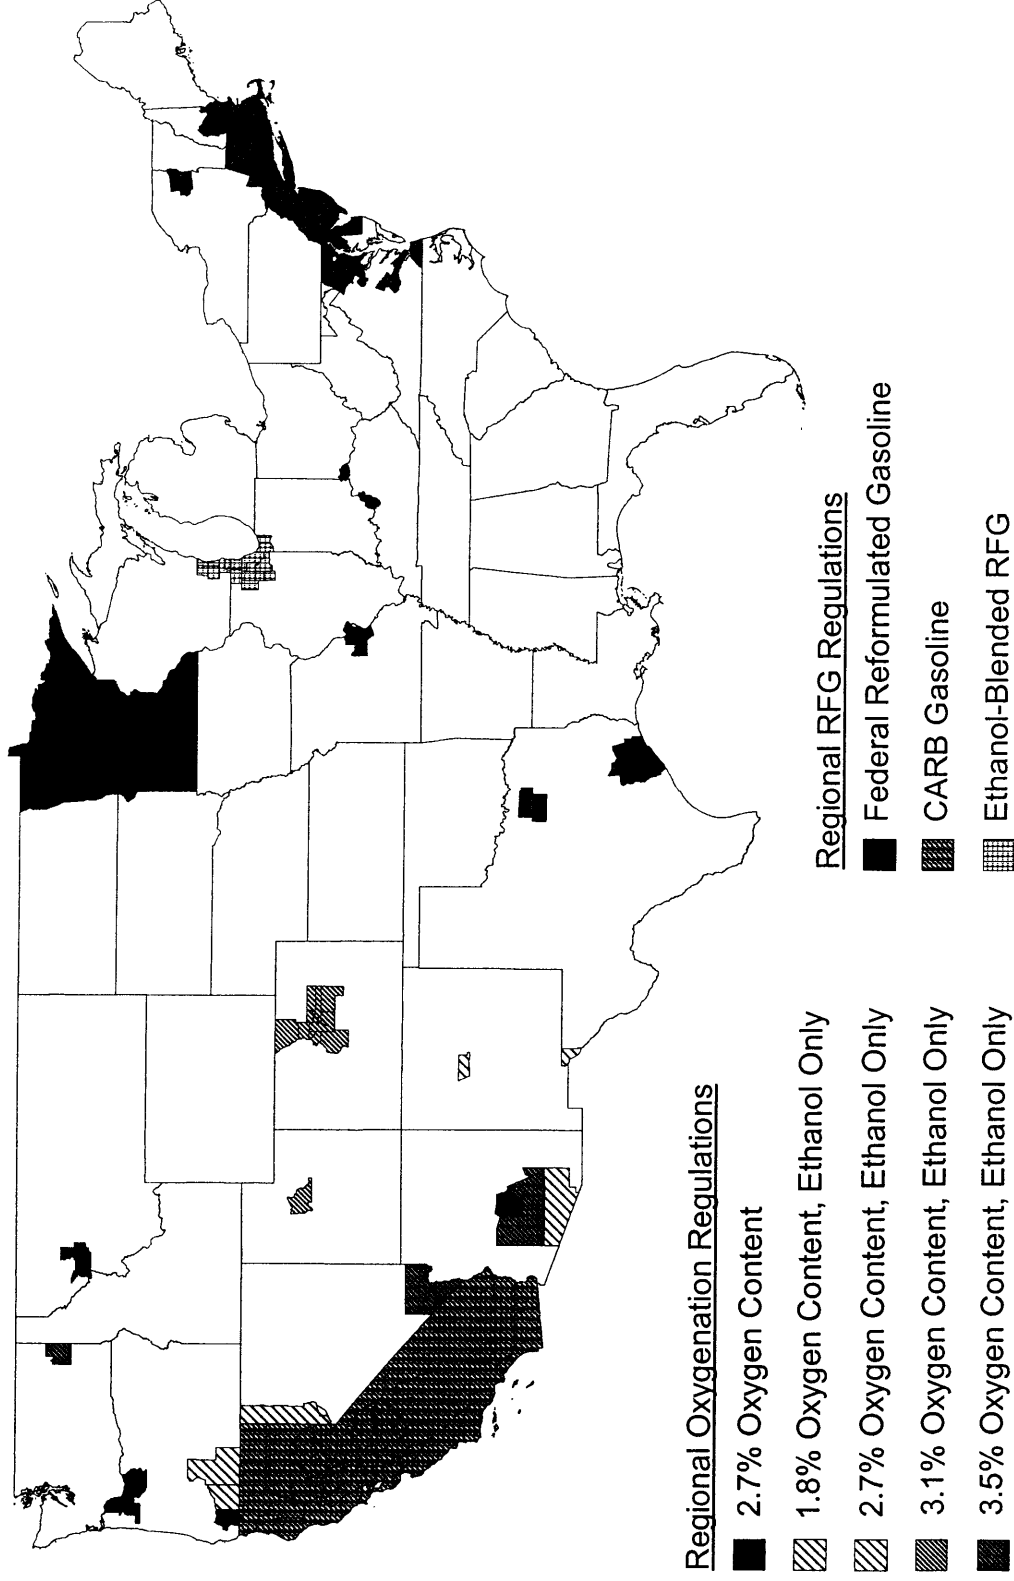 Regional Oxygenation Regulations
2.7% Oxygen Content
1.8% Oxygen Content, Ethanol Only
2.7% Oxygen Content, Ethanol Only
3.1% Oxygen Content, Ethanol Only
3.5% Oxygen Content, Ethanol Only
Regional RFG Regulations
Federal Reformulated Gasoline
CARB Gasoline
Ethanol-Blended RFG